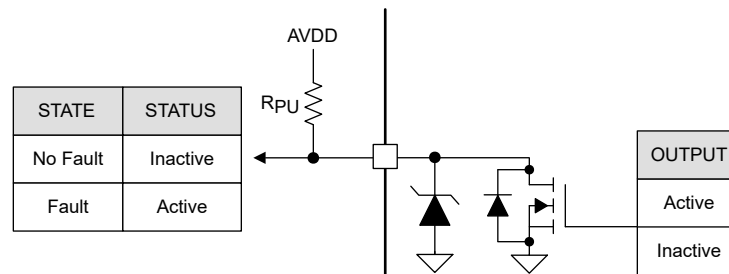 AVDD
RPU
STATE STATUS
No Fault Inactive
Fault Active
OUTPUT
Active
Inactive